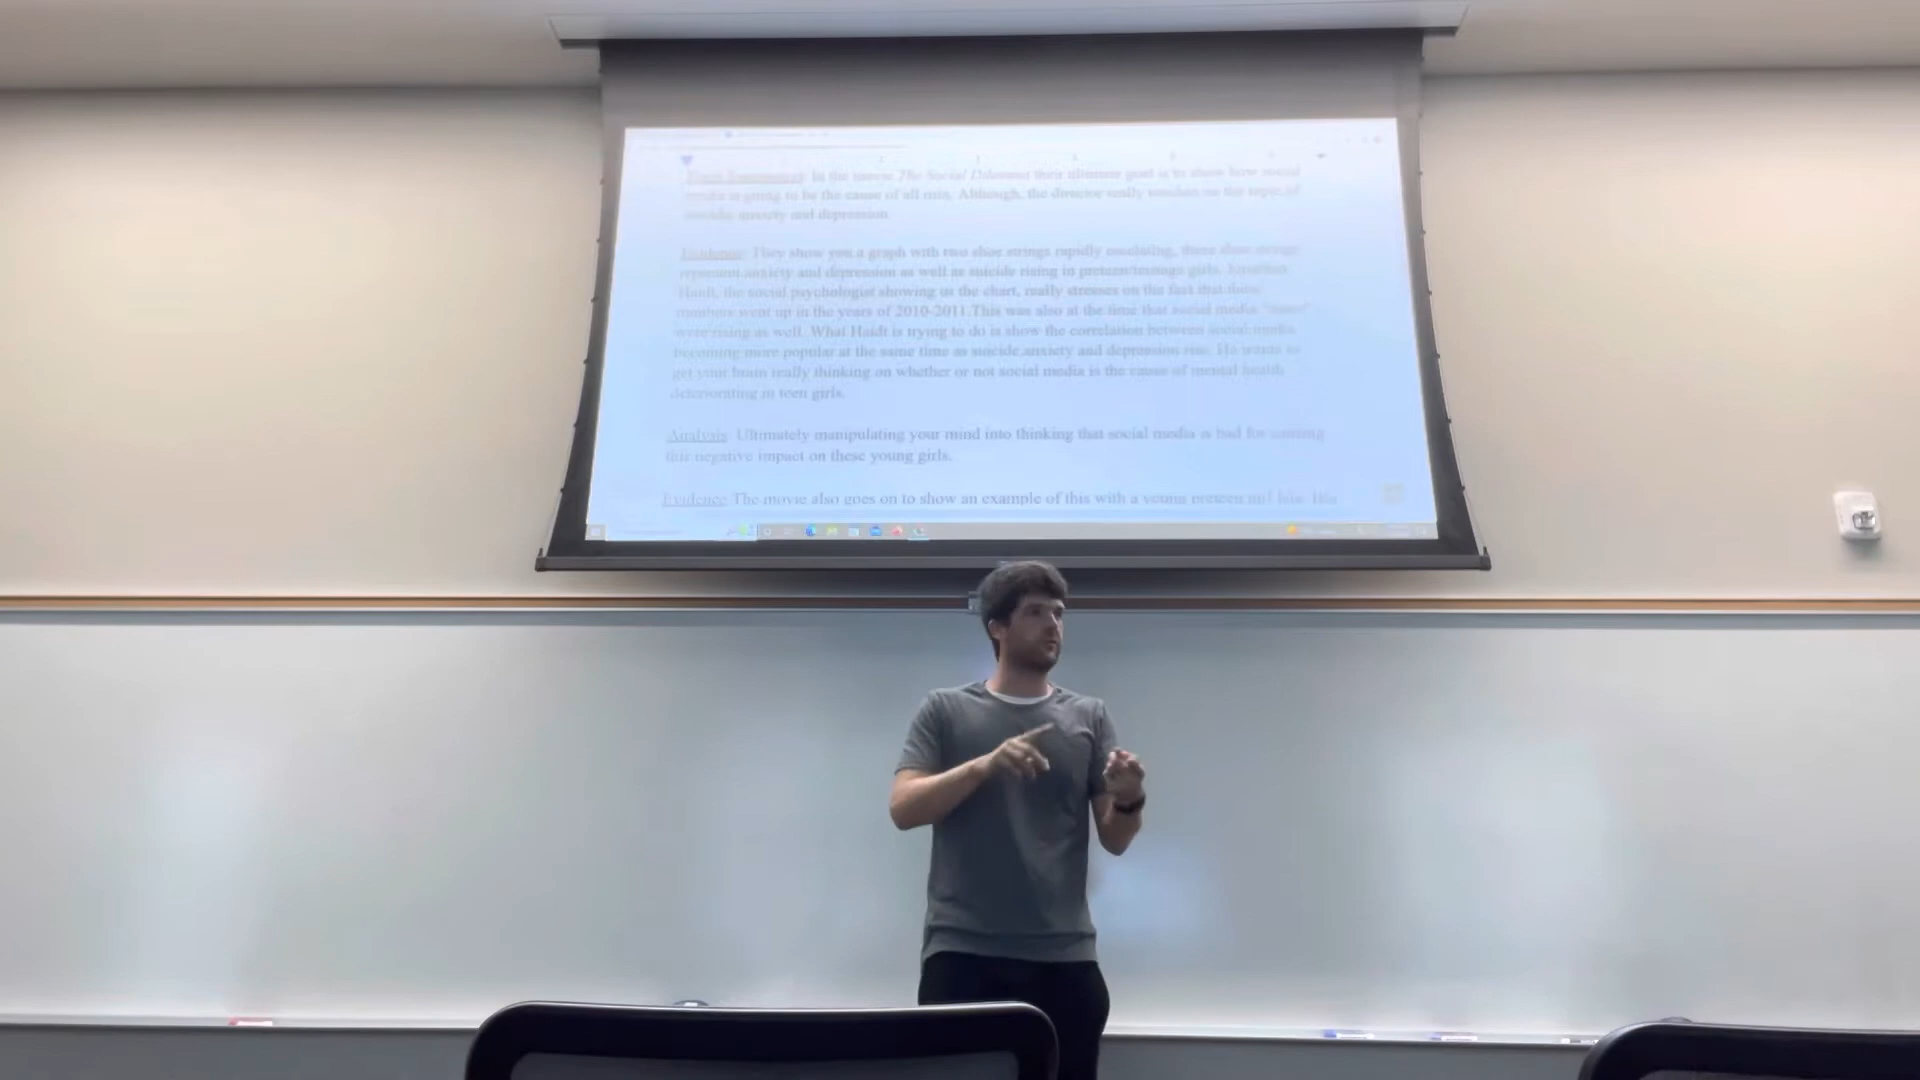 In the movie The Social Dilemma their ultimate goal is to show how social
media is going to be the cause of all ruin. Although, the director really touches on the topic of
suicide, anxiety and depression.
Evidence: They show you a graph with two shoe strings rapidly these shoe strings
represent anxiety and depression as well as suicide rising in preteen/teenage girls. Jonathan
Haidt, the social psychologist showing us the chart, really stresses on the fact that these
numbers went up in the years of 2010-2011.This was also at the time that social media
were rising as well. What Haidt is trying to do is show the correlation between social media
becoming more popular at the same time as suicide,anxiety and depression rise. He wants to
get your brain really thinking on whether or not social media is the cause of mental health
deteriorating in teen girls.
Analysis: Ultimately manipulating your mind into thinking that social media is bad for causing
this negative impact on these young girls.
Evidence The movie also goes on to show an example of this with a young preteen girl